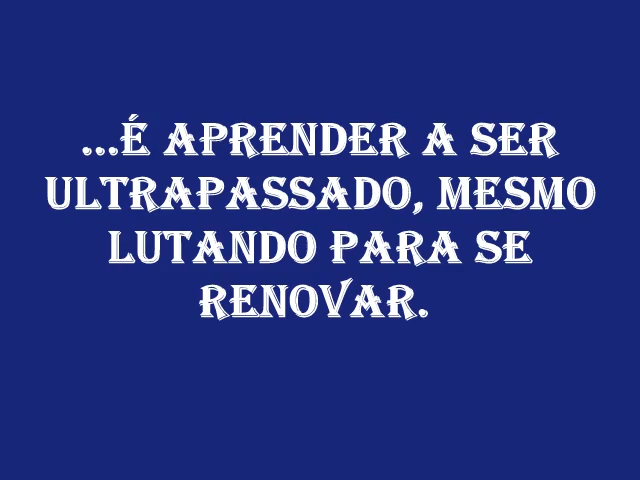 ...É APRENDER A SER
ULTRAPASSADO, MESMO
LUTANDO PARA SE
RENOVAR.